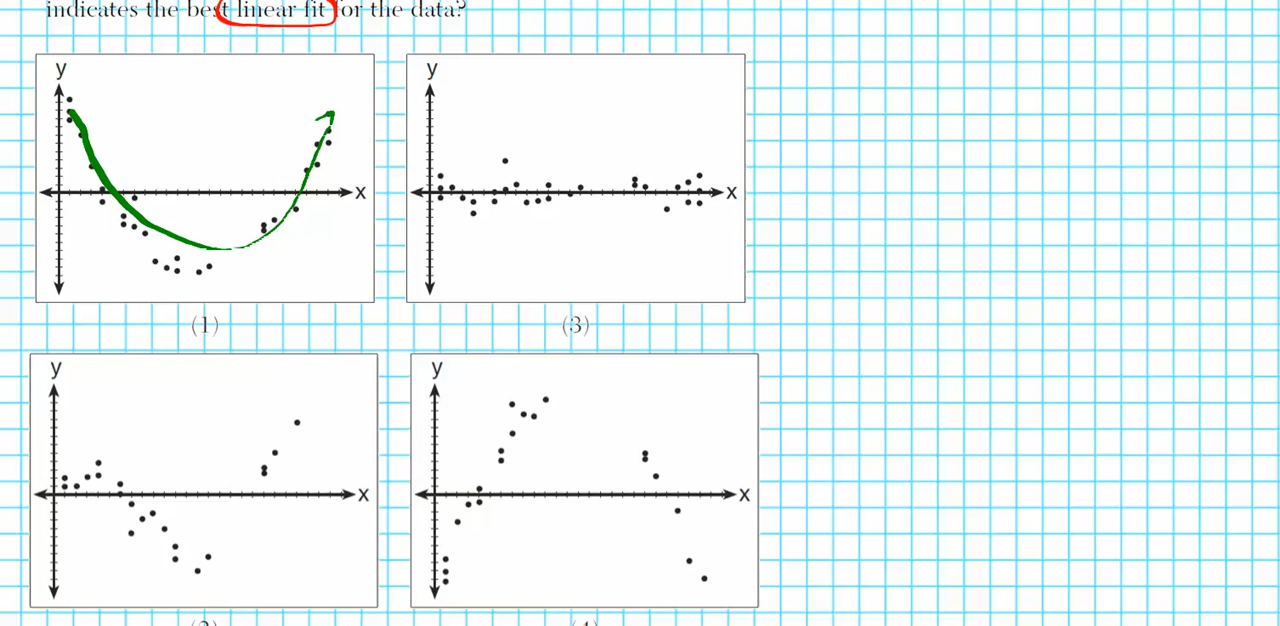 indicates the best linear fit for the data?
y
y
x
x
(1)
(3)
y
y
x
x